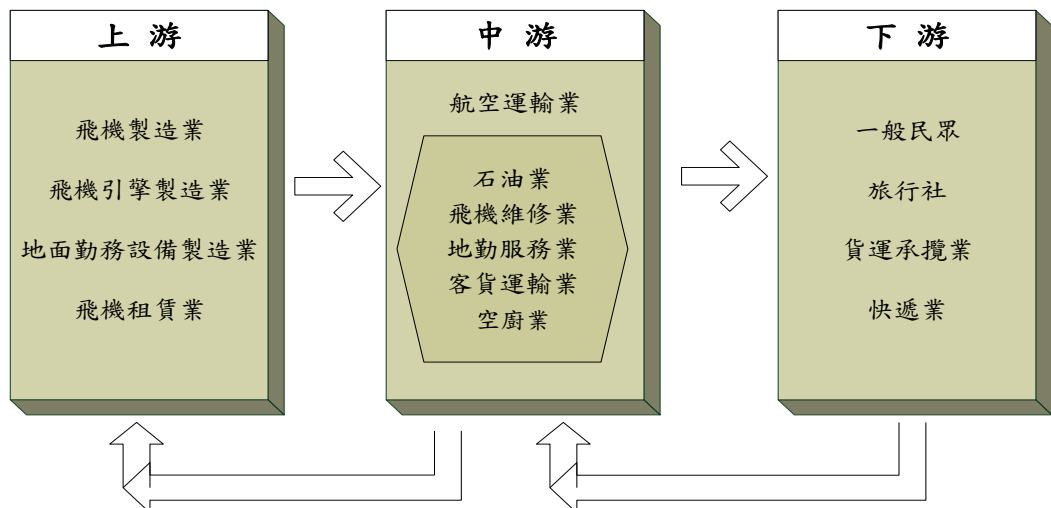 上 游
飛機製造業
飛機引擎製造業
地面勤務設備製造業
飛機租賃業
中 游
航空運輸業
石油業
飛機維修業
地勤服務業
客貨運輸業
空廚業
下 游
一般民眾
旅行社
貨運承攬業
快遞業